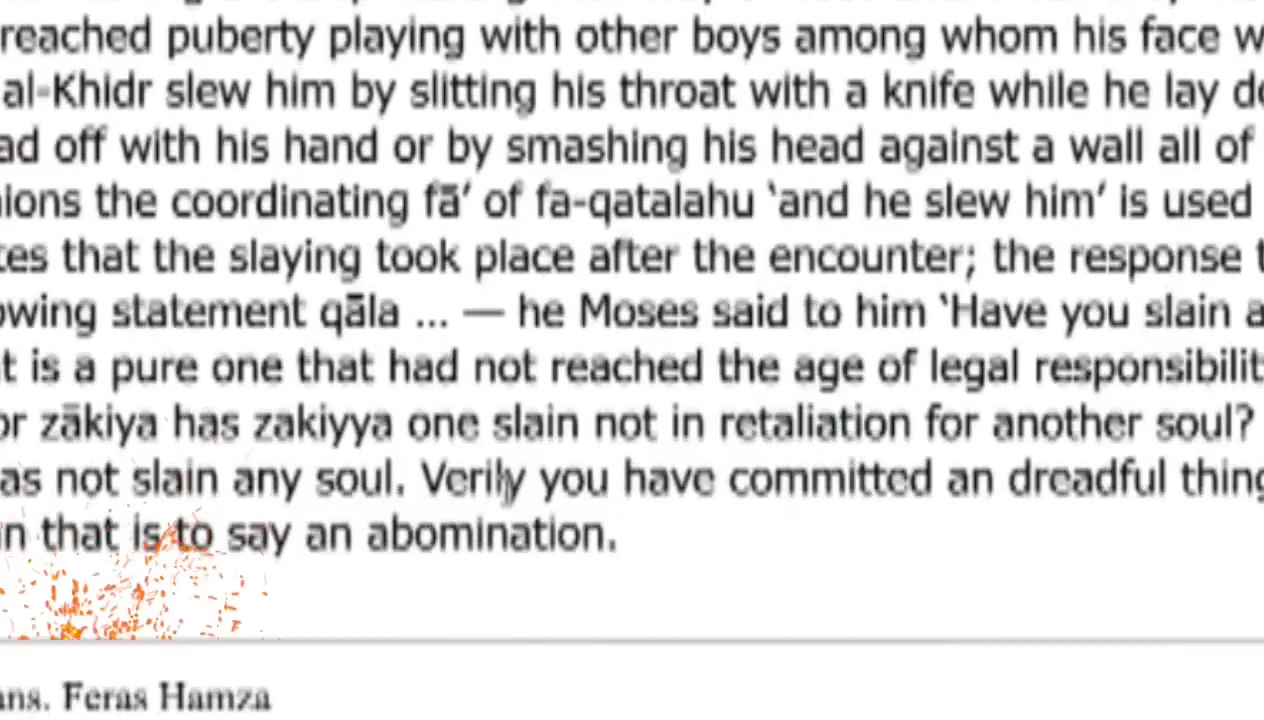 reached puberty playing with other boys among whom his face w
al-Khidr slew him by slitting his throat with a knife while he lay do
ad off with his hand or by smashing his head against a wall all of
ions the coordinating fā’ of fa-qatalahu ‘and he slew him’ is used
tes that the slaying took place after the encounter; the response t
owing statement qāla ... — he Moses said to him ‘Have you slain a
t is a pure one that had not reached the age of legal responsibilit
or zākiya has zakiyya one slain not in retaliation for another soul?
as not slain any soul. Verily you have committed an dreadful thing
n that is to say an abomination.
ans. Feras Hamza